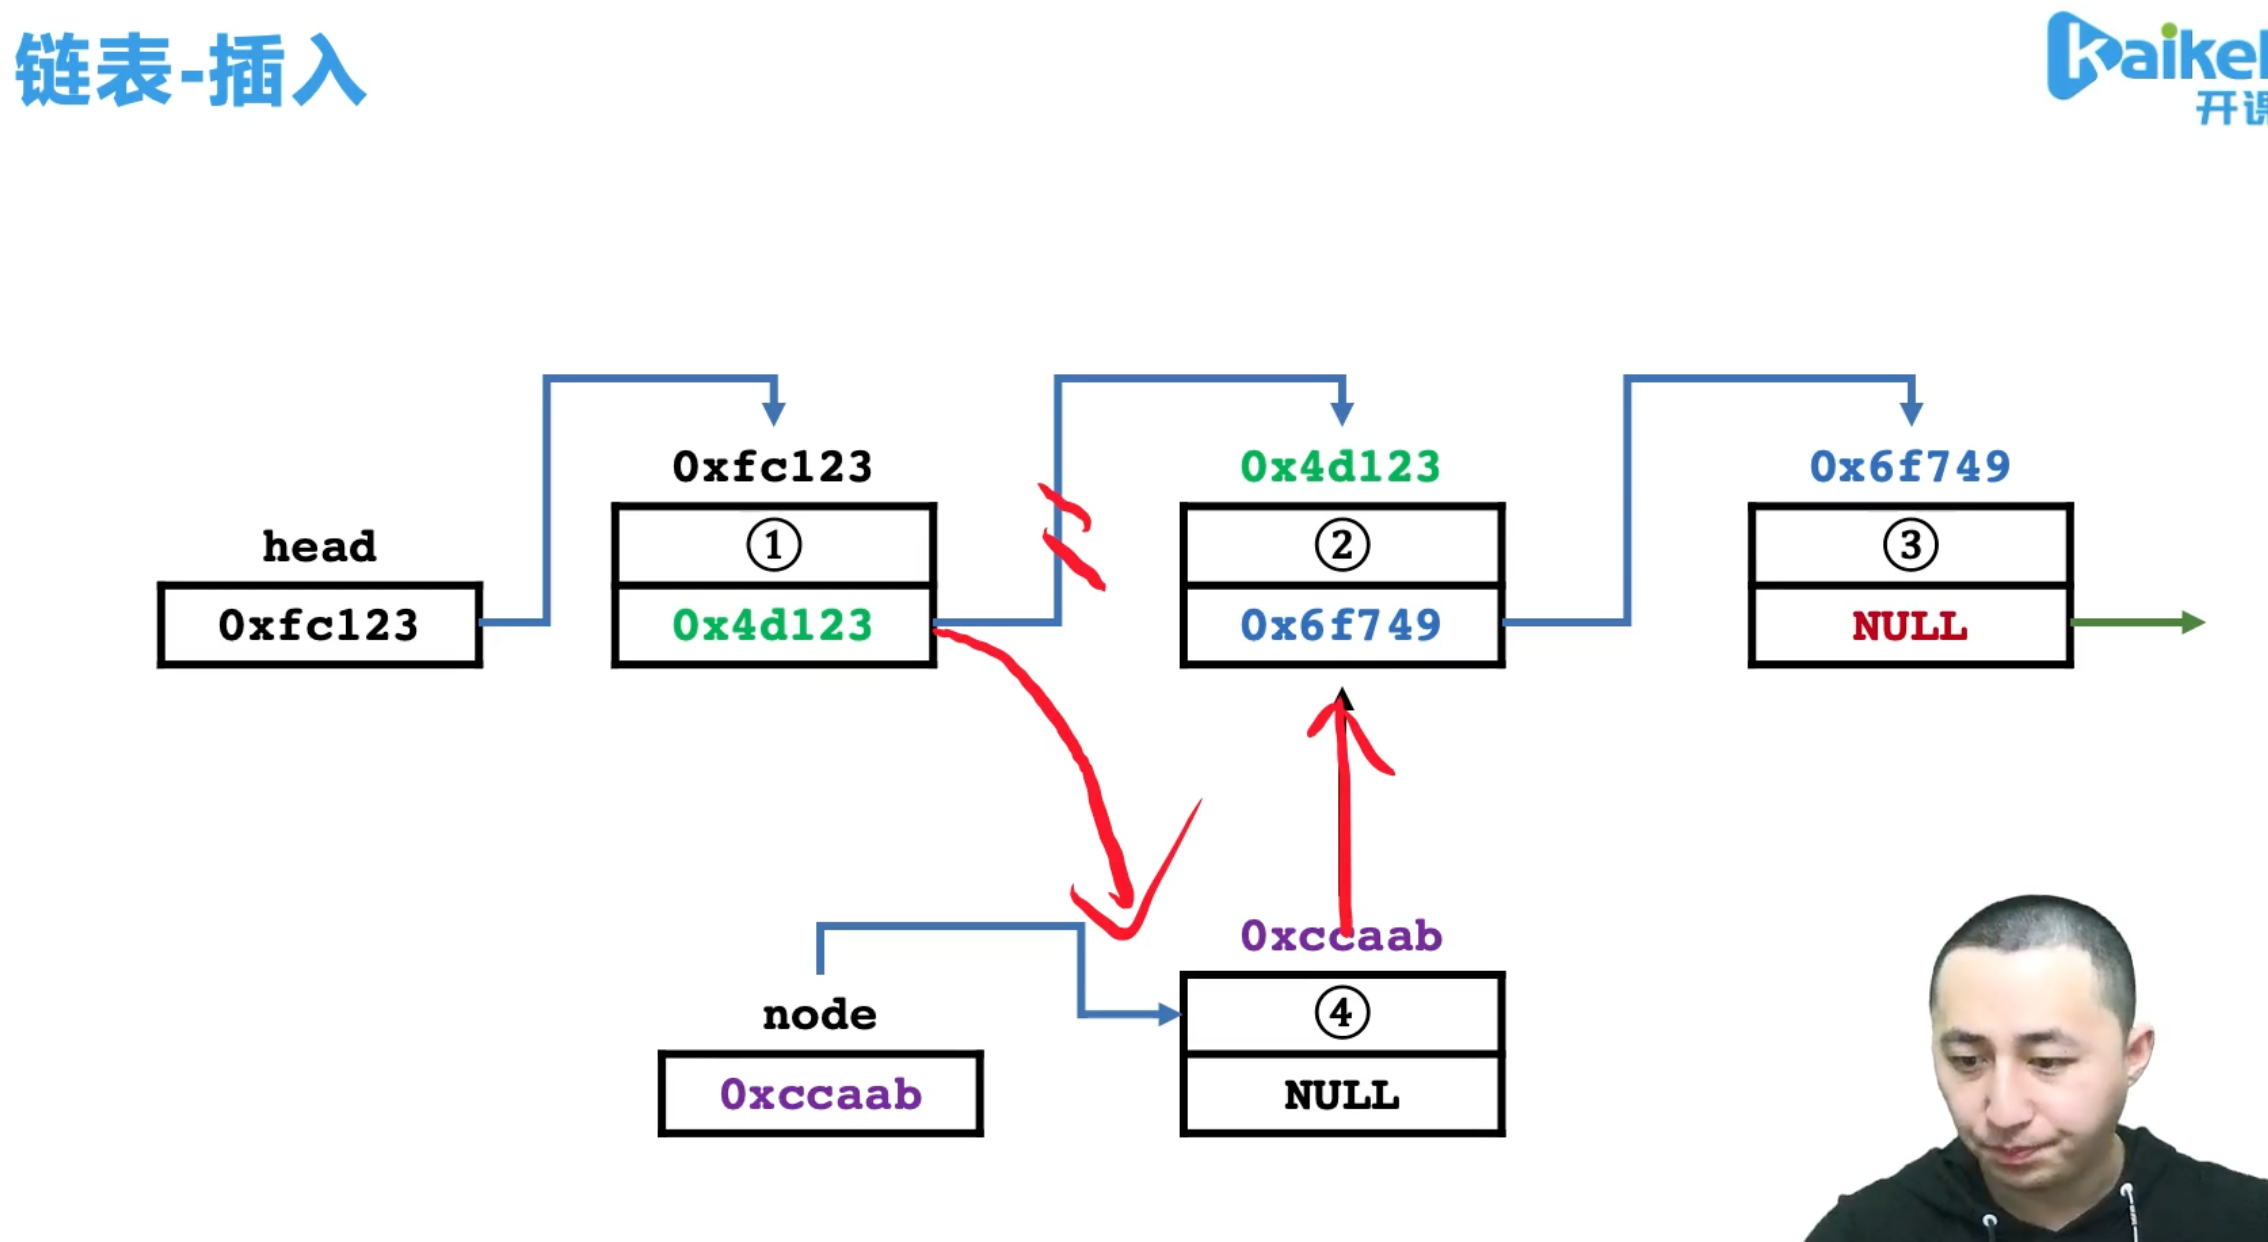 链表-插入
kaike
开课
0xfc123
0x4d123
0x6f749
head
①
②
③
0xfc123
0x4d123
0x6f749
NULL
0xccaab
node
④
0xccaab
NULL